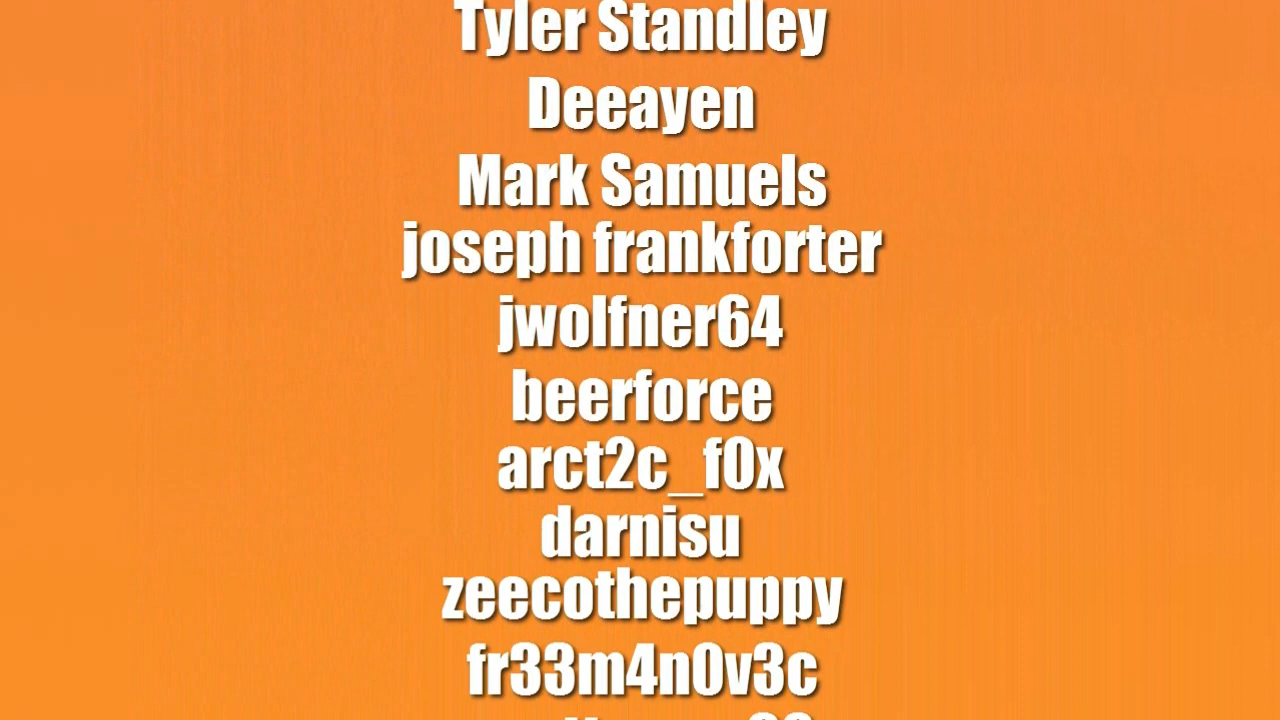 Tyler Standley
Deeayen
Mark Samuels
joseph frankforter
jwolfner64
beerforce
arct2c_f0x
darnisu
zeecothepuppy
fr33m4n0v3c